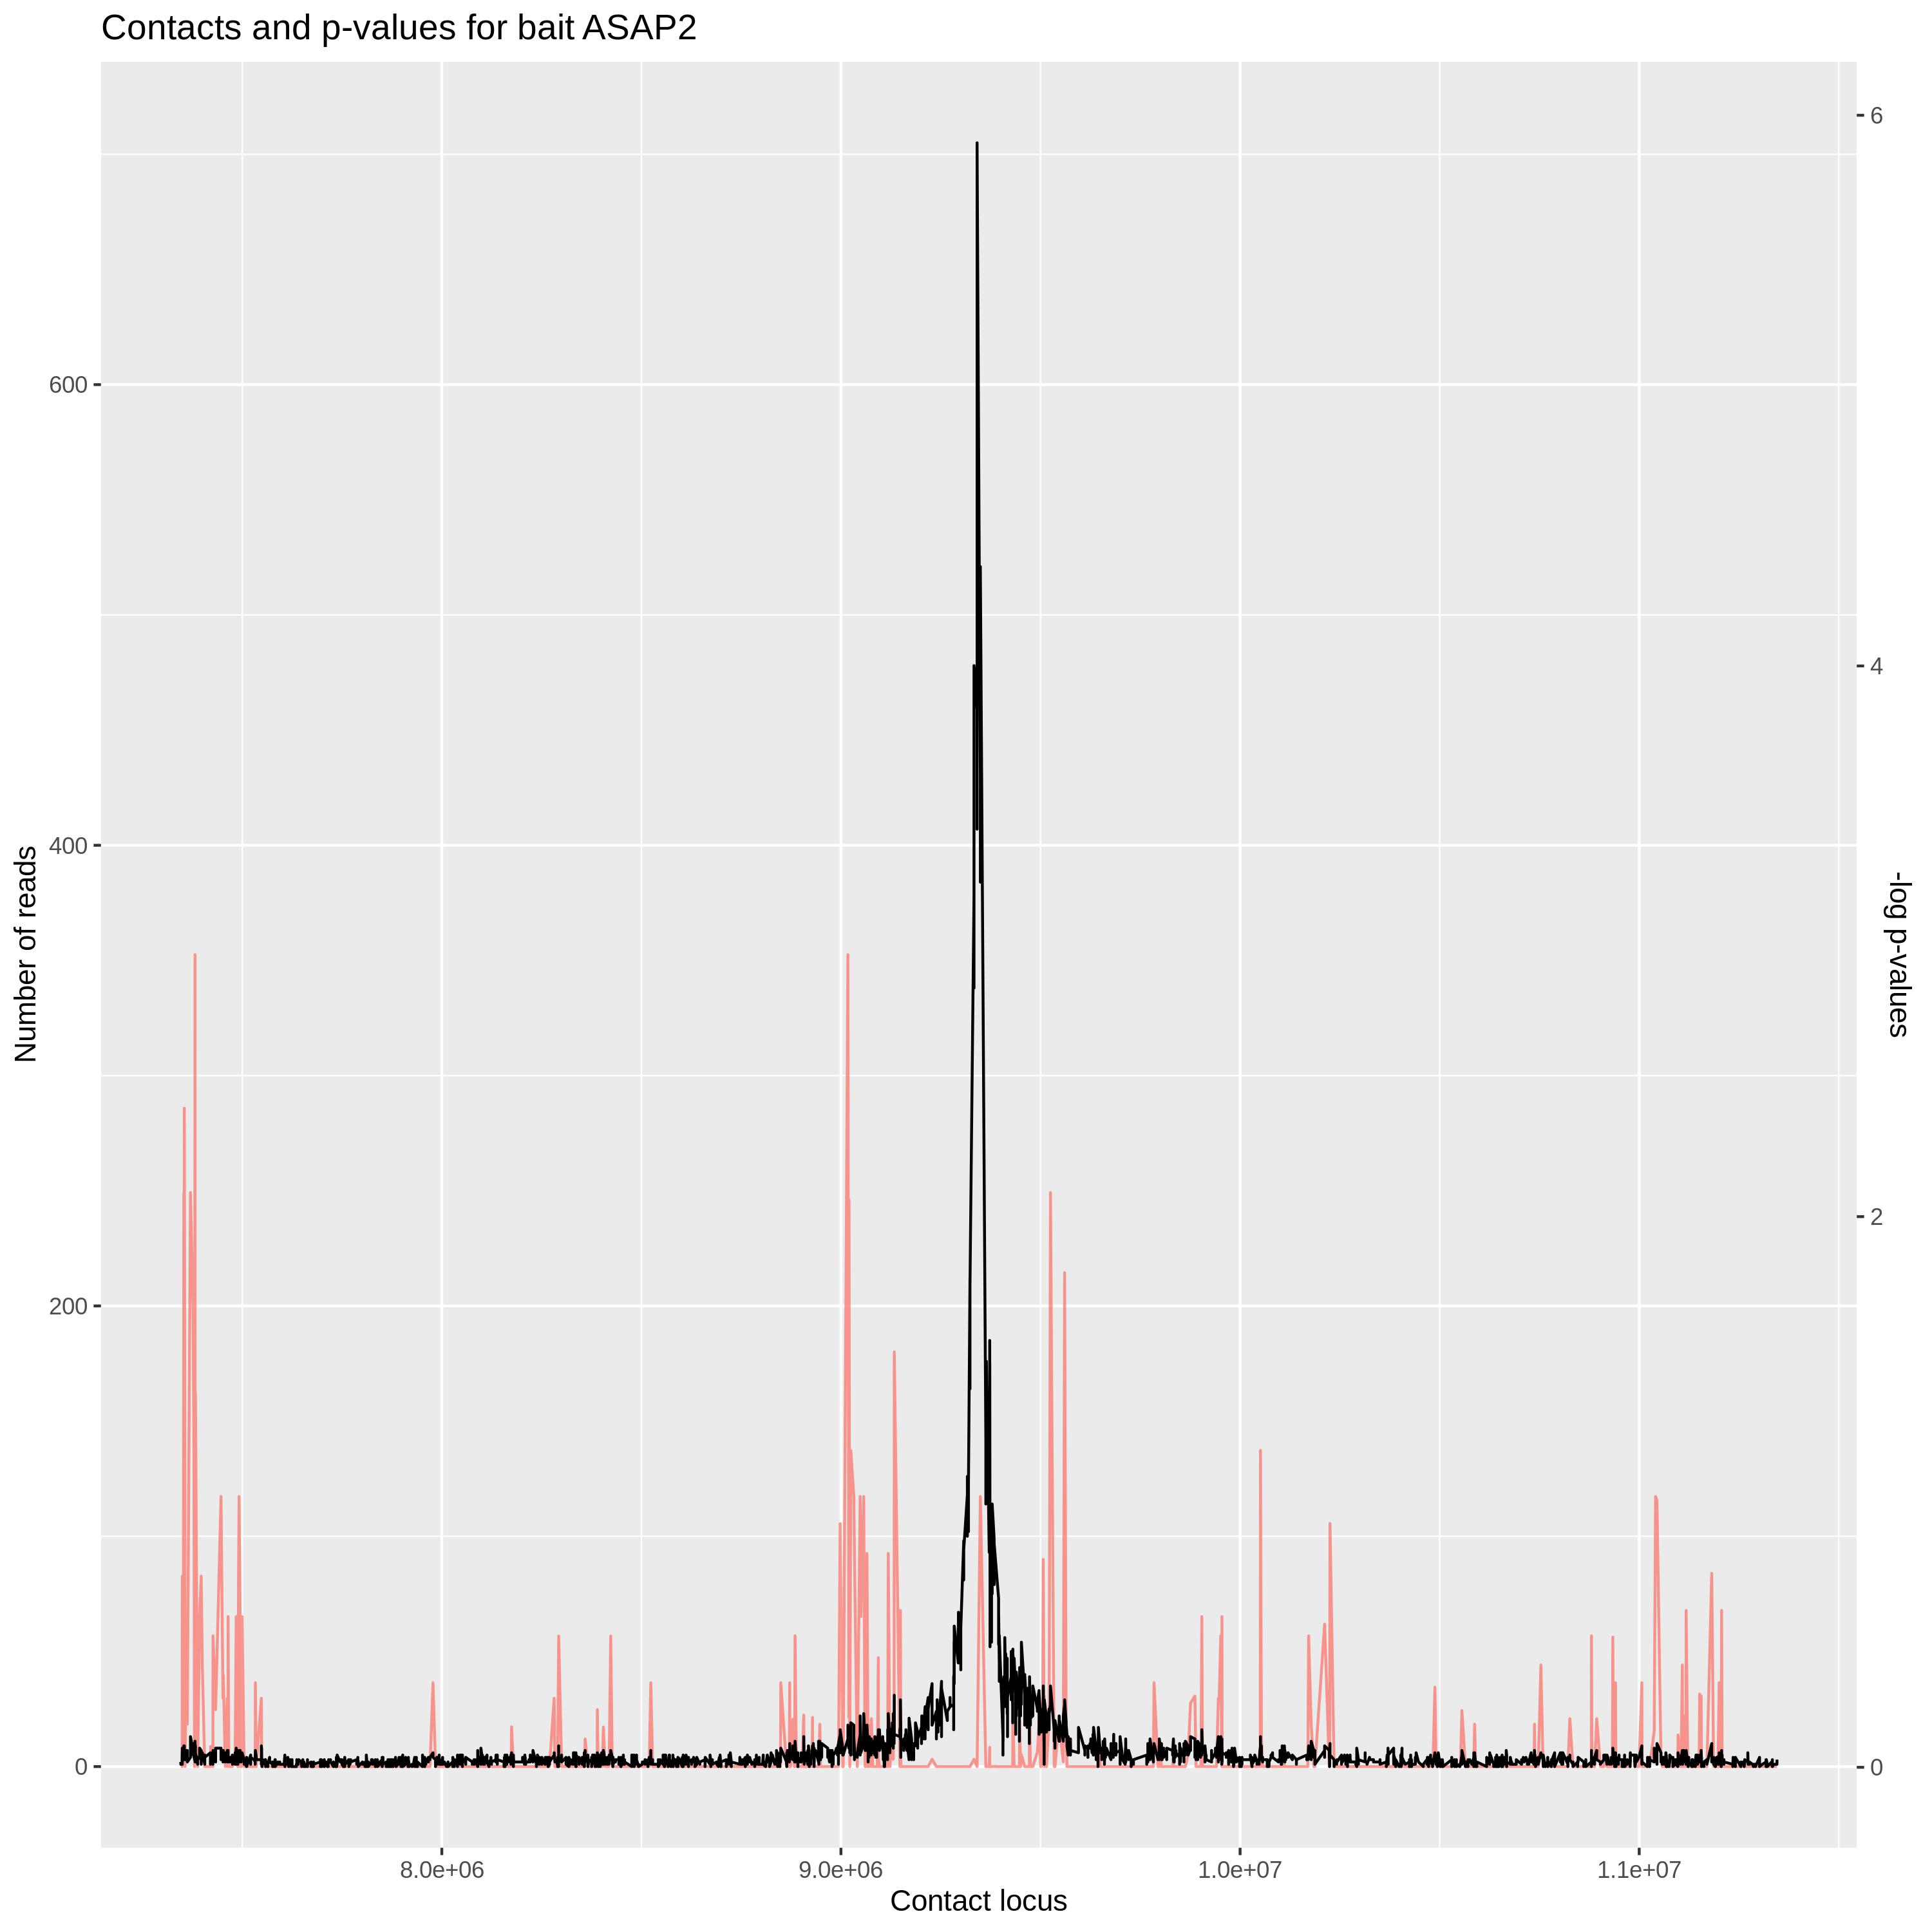 Contacts and p-values for bait ASAP2
6
600
4
400
Number of reads
-log p-values
2
200
0
0
8.0e+06
9.0e+06
1.0e+07
1.1e+07
Contact locus